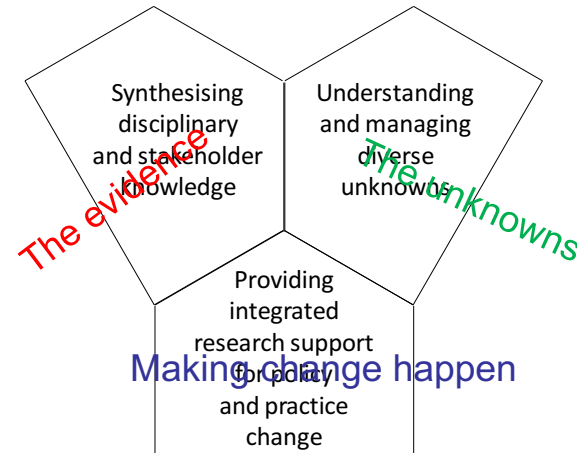 Synthesising
disciplinary
and stakeholder
knowledge
The evidence
Understanding
and managing
diverse
unknowns
The unknowns
Providing
integrated
research support
for policy
and practice
change
Making change happen